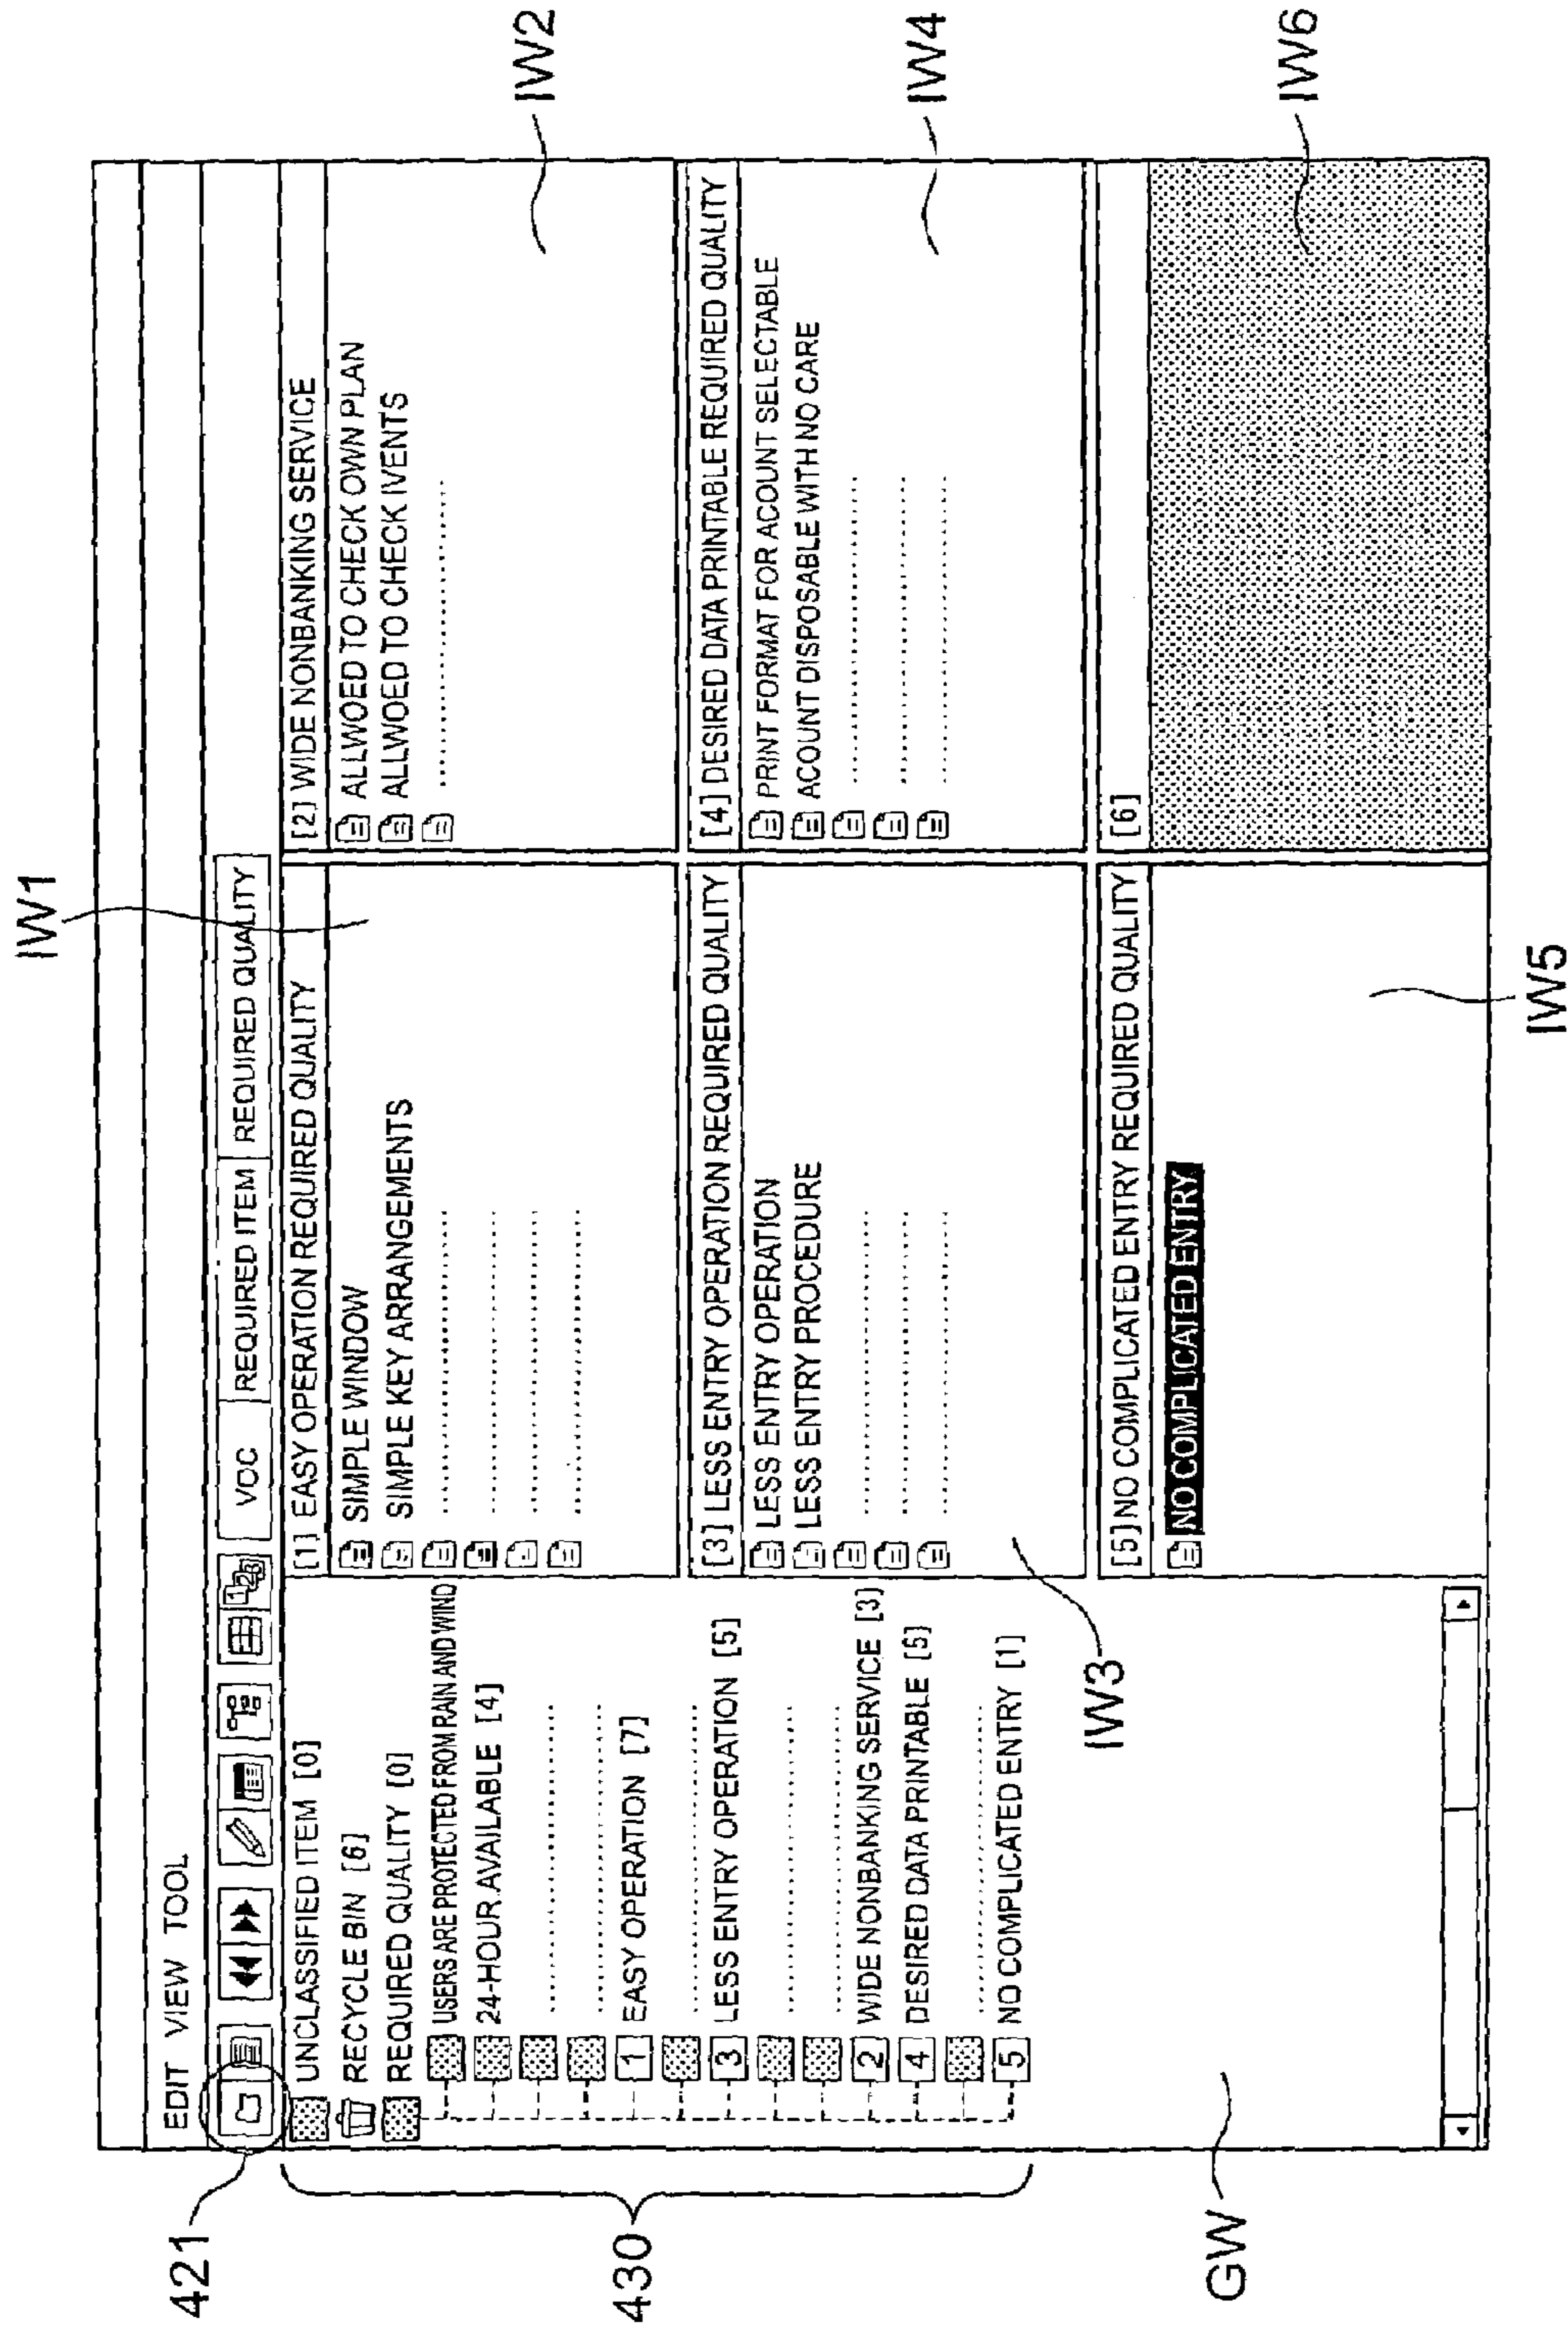 IW1
421
EDIT VIEW TOOL
VOC REQUIRED ITEM REQUIRED QUALITY
123
430
UNCLASSIFIED ITEM [0]
RECYCLE BIN [6]
REQUIRED QUALITY [0]
USERS ARE PROTECTED FROM RAIN AND WIND
24-HOUR AVAILABLE [4]
....................
....................
1 EASY OPERATION [7]
....................
3 LESS ENTRY OPERATION [5]
....................
....................
2 WIDE NONBANKING SERVICE [3]
4 DESIRED DATA PRINTABLE [5]
....................
5 NO COMPLICATED ENTRY [1]
GW
[1] EASY OPERATION REQUIRED QUALITY
SIMPLE WINDOW
SIMPLE KEY ARRANGEMENTS
....................
....................
....................
....................
[2] WIDE NONBANKING SERVICE
ALLWOED TO CHECK OWN PLAN
ALLWOED TO CHECK IVENTS
....................
IW2
[3] LESS ENTRY OPERATION REQUIRED QUALITY
LESS ENTRY OPERATION
LESS ENTRY PROCEDURE
....................
....................
....................
IW3
[4] DESIRED DATA PRINTABLE REQUIRED QUALITY
PRINT FORMAT FOR ACOUNT SELECTABLE
ACOUNT DISPOSABLE WITH NO CARE
....................
....................
....................
IW4
[5] NO COMPLICATED ENTRY REQUIRED QUALITY
NO COMPLICATED ENTRY
IW5
[6]
IW6